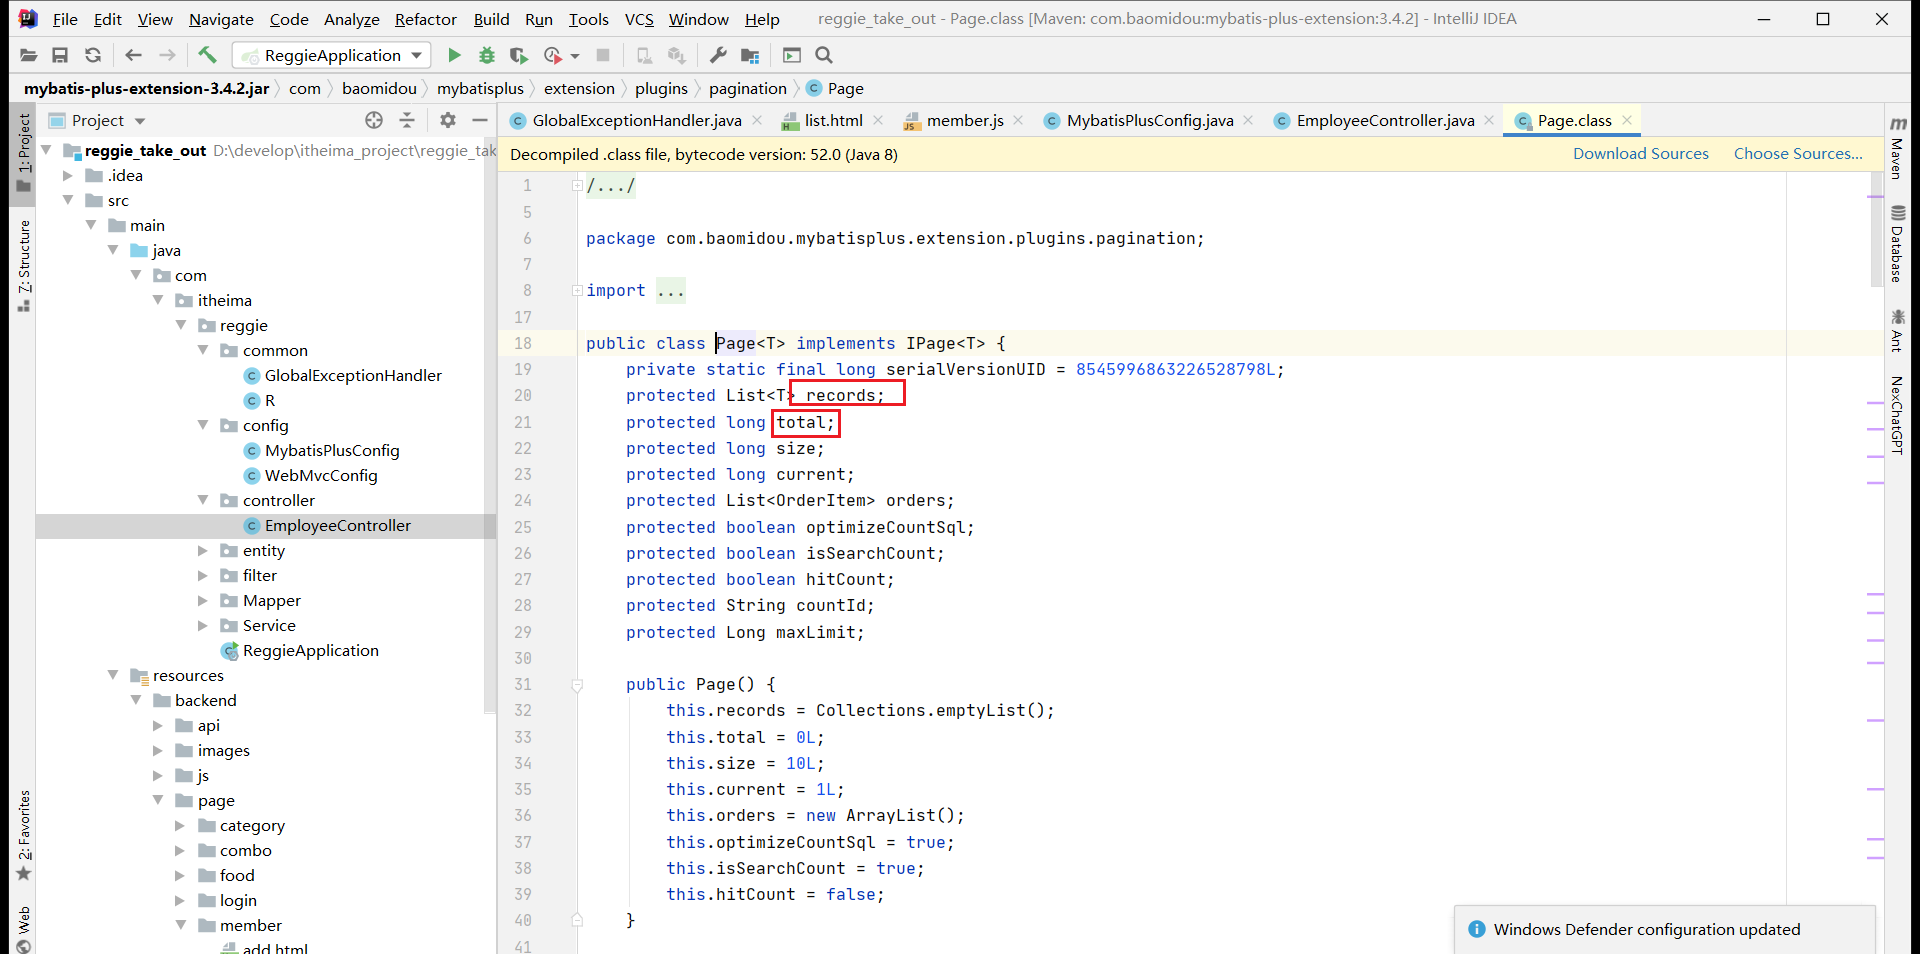 File Edit View Navigate Code Analyze Refactor Build Run Tools VCS Window Help reggie_take_out - Page.class [Maven: com.baomidou:mybatis-plus-extension:3.4.2] - IntelliJ IDEA
ReggieApplication
mybatis-plus-extension-3.4.2.jar com baomidou mybatisplus extension plugins pagination Page
Project
GlobalExceptionHandler.java list.html member.js MybatisPlusConfig.java EmployeeController.java Page.class
reggie_take_out D:\develop\itheima_project\reggie_tak
.idea
src
main
java
com
itheima
reggie
common
GlobalExceptionHandler
R
config
MybatisPlusConfig
WebMvcConfig
controller
EmployeeController
entity
filter
Mapper
Service
ReggieApplication
resources
backend
api
images
js
page
category
combo
food
login
member
add.html
1: Project
7: Structure
2: Favorites
Web
Decompiled .class file, bytecode version: 52.0 (Java 8) Download Sources Choose Sources...
1 /.../
5
6 package com.baomidou.mybatisplus.extension.plugins.pagination;
7
8 import ...
17
18 public class Page<T> implements IPage<T> {
19 private static final long serialVersionUID = 8545996863226528798L;
20 protected List<T> records;
21 protected long total;
22 protected long size;
23 protected long current;
24 protected List<OrderItem> orders;
25 protected boolean optimizeCountSql;
26 protected boolean isSearchCount;
27 protected boolean hitCount;
28 protected String countId;
29 protected Long maxLimit;
30
31 public Page() {
32 this.records = Collections.emptyList();
33 this.total = 0L;
34 this.size = 10L;
35 this.current = 1L;
36 this.orders = new ArrayList();
37 this.optimizeCountSql = true;
38 this.isSearchCount = true;
39 this.hitCount = false;
40 }
41
Maven
Database
Ant
NexChatGPT
Windows Defender configuration updated